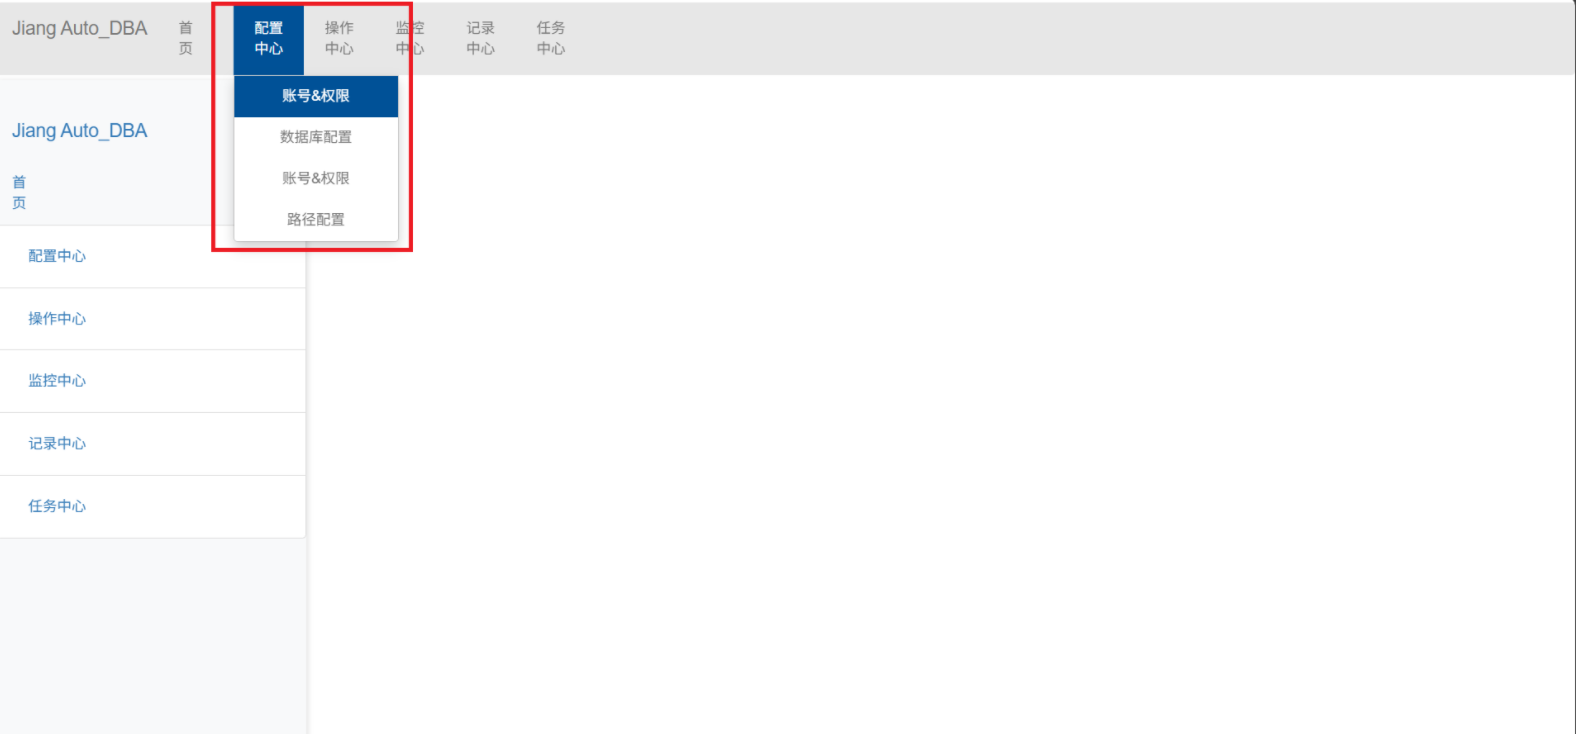 Jiang Auto_DBA
首
页
配置
中心
操作
中心
监控
中心
记录
中心
任务
中心
账号&权限
数据库配置
账号&权限
路径配置
Jiang Auto_DBA
首
页
配置中心
操作中心
监控中心
记录中心
任务中心